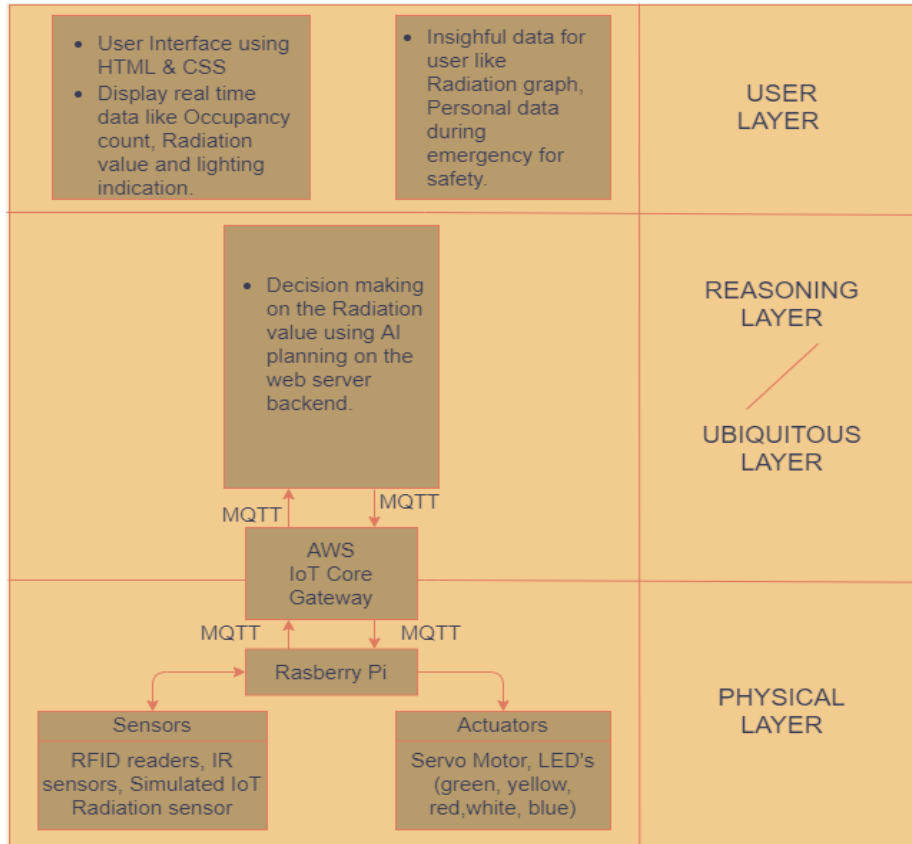 • User Interface using
HTML & CSS
• Display real time
data like Occupancy
count, Radiation
value and lighting
indication.
• Insighful data for
user like
Radiation graph,
Personal data
during
emergency for
safety.
USER
LAYER
• Decision making
on the Radiation
value using AI
planning on the
web server
backend.
REASONING
LAYER
UBIQUITOUS
LAYER
MQTT
MQTT
AWS
IoT Core
Gateway
MQTT
MQTT
Rasberry Pi
Sensors
RFID readers, IR
sensors, Simulated IoT
Radiation sensor
Actuators
Servo Motor, LED's
(green, yellow,
red,white, blue)
PHYSICAL
LAYER